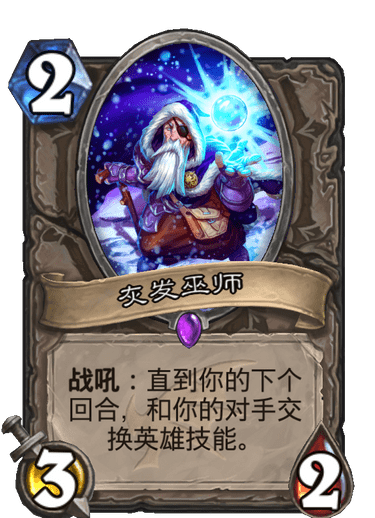 2
灰发巫师
战吼：直到你的下个
回合，和你的对手交
换英雄技能。
3
2